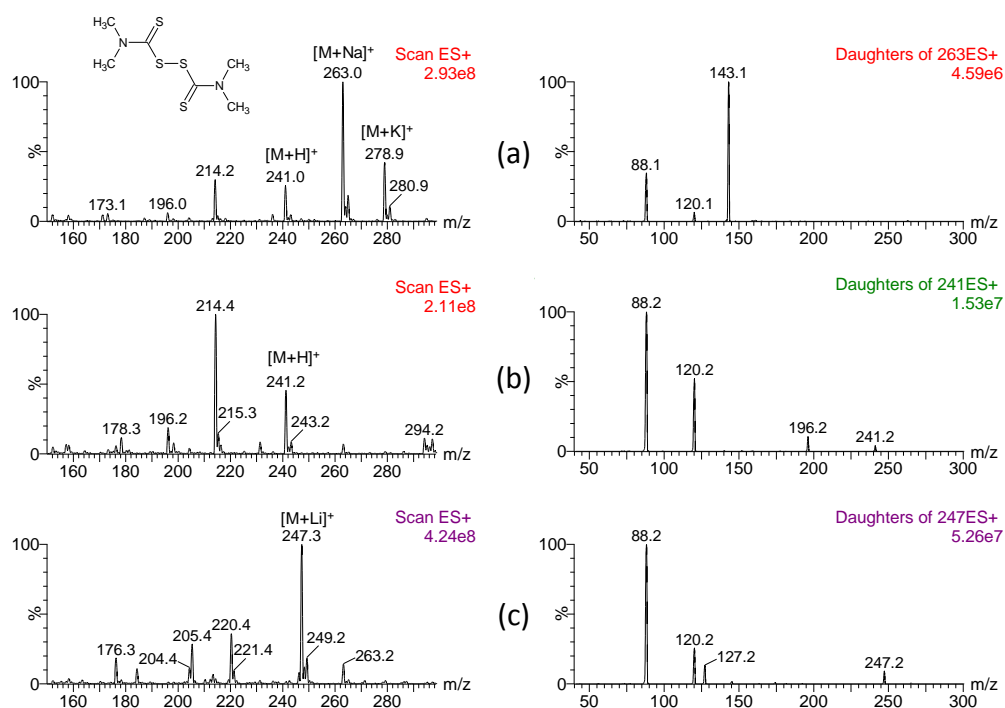 H₃C
CH₃
N
S
S
S
S
N
CH₃
H₃C
CH₃
[M+Na]⁺
263.0
Scan ES+
2.93e8
[M+K]⁺
278.9
[M+H]⁺
241.0
214.2
280.9
173.1
196.0
100
%
0
m/z
160 180 200 220 240 260 280
(a)
Daughters of 263ES+
4.59e6
143.1
88.1
120.1
100
%
0
m/z
50 100 150 200 250 300
Scan ES+
2.11e8
214.4
[M+H]⁺
241.2
215.3
243.2
178.3
196.2
294.2
100
%
0
m/z
160 180 200 220 240 260 280
(b)
Daughters of 241ES+
1.53e7
88.2
120.2
196.2
241.2
100
%
0
m/z
50 100 150 200 250 300
[M+Li]⁺
247.3
Scan ES+
4.24e8
176.3
204.4
205.4
220.4
221.4
249.2
263.2
100
%
0
m/z
160 180 200 220 240 260 280
(c)
Daughters of 247ES+
5.26e7
88.2
120.2
127.2
247.2
100
%
0
m/z
50 100 150 200 250 300